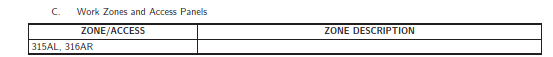 C. Work Zones and Access Panels
ZONE/ACCESS ZONE DESCRIPTION
315AL, 316AR